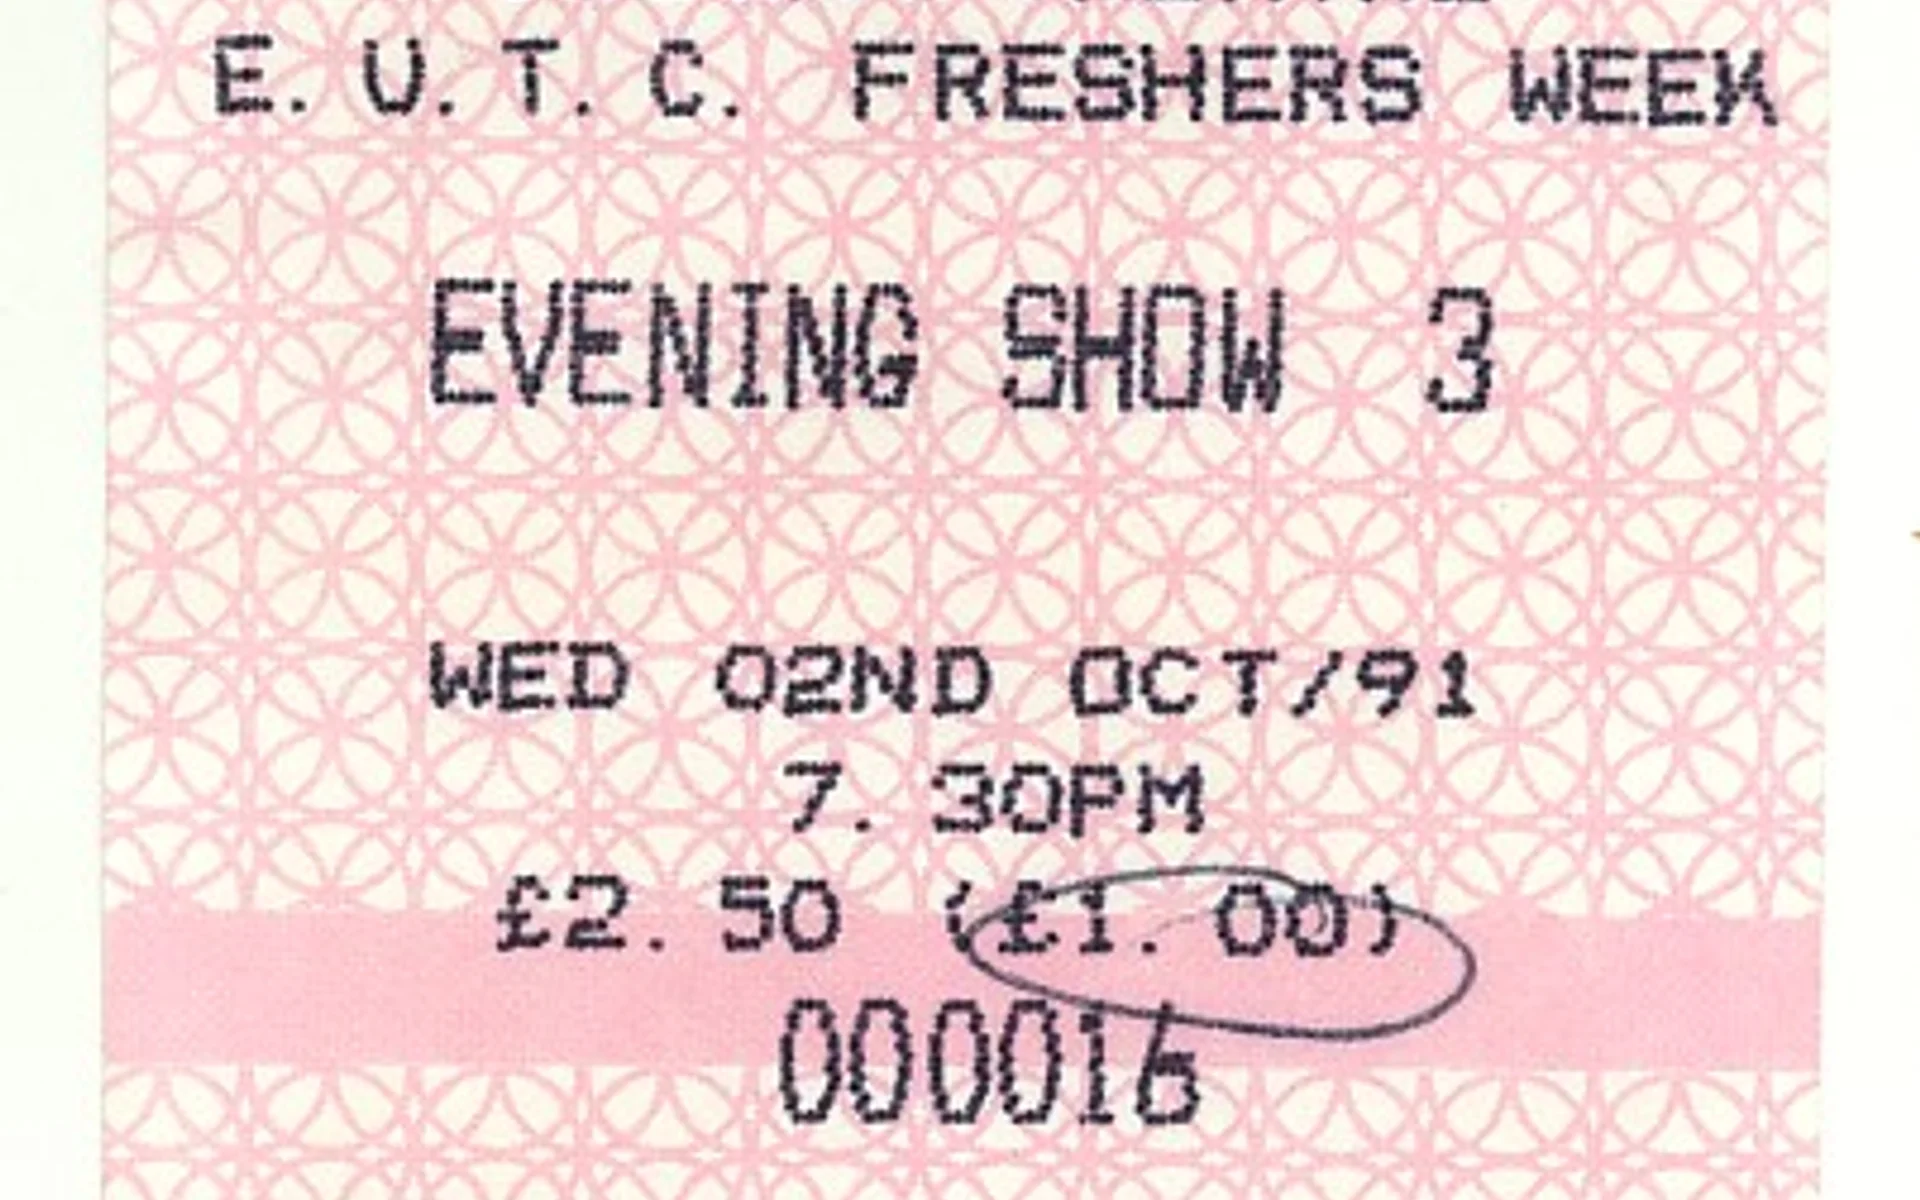 E. U. T. C. FRESHERS WEEK
EVENING SHOW 3
WED 02ND OCT/91
7. 30PM
£2. 50 (£1. 00)
000016